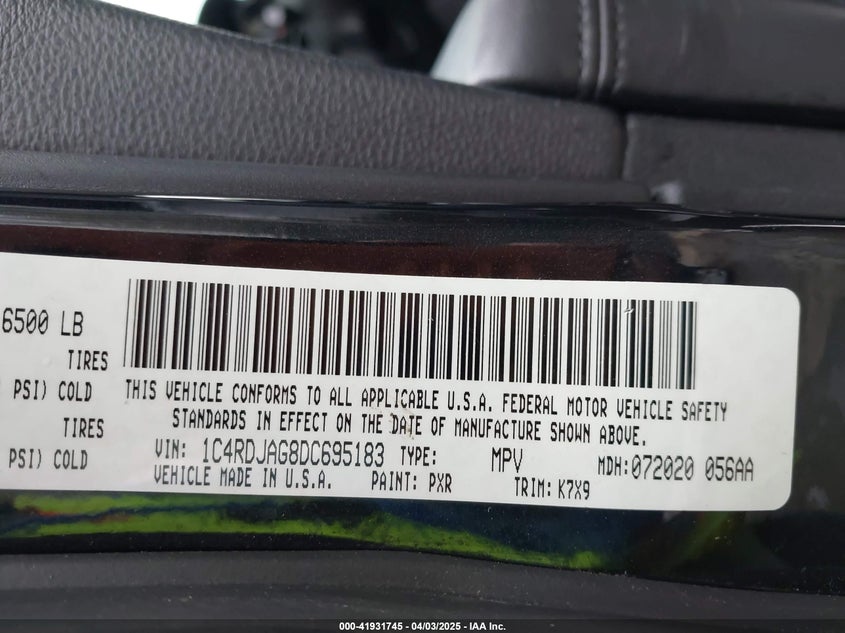 6500 LB
TIRES
PSI) COLD
TIRES
PSI) COLD
THIS VEHICLE CONFORMS TO ALL APPLICABLE U.S.A. FEDERAL MOTOR VEHICLE SAFETY
STANDARDS IN EFFECT ON THE DATE OF MANUFACTURE SHOWN ABOVE.
VIN: 1C4RDJAG8DC695183 TYPE: MPV MDH:072020 056AA
VEHICLE MADE IN U.S.A. PAINT: PXR TRIM: K7X9
000-41931745 - 04/03/2025 - IAA Inc.